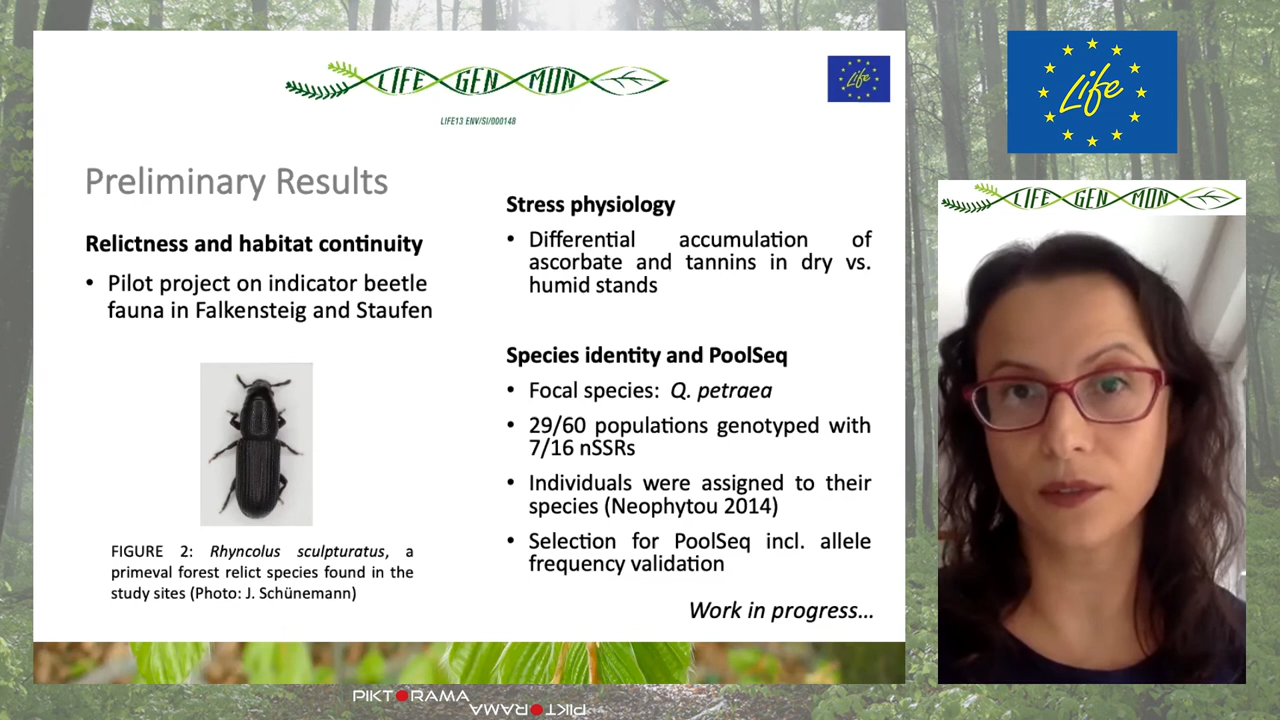 LIFE GEN MON
LIFE13 ENV/SI/000148
Life
Preliminary Results
Relictness and habitat continuity
• Pilot project on indicator beetle
fauna in Falkensteig and Staufen
FIGURE 2: Rhyncolus sculpturatus, a
primeval forest relict species found in the
study sites (Photo: J. Schünemann)
Stress physiology
• Differential accumulation of
ascorbate and tannins in dry vs.
humid stands
Species identity and PoolSeq
• Focal species: Q. petraea
• 29/60 populations genotyped with
7/16 nSSRs
• Individuals were assigned to their
species (Neophytou 2014)
• Selection for PoolSeq incl. allele
frequency validation
Work in progress…
Life
LIFE GEN MON
PIKTORAMA
PIKTORAMA